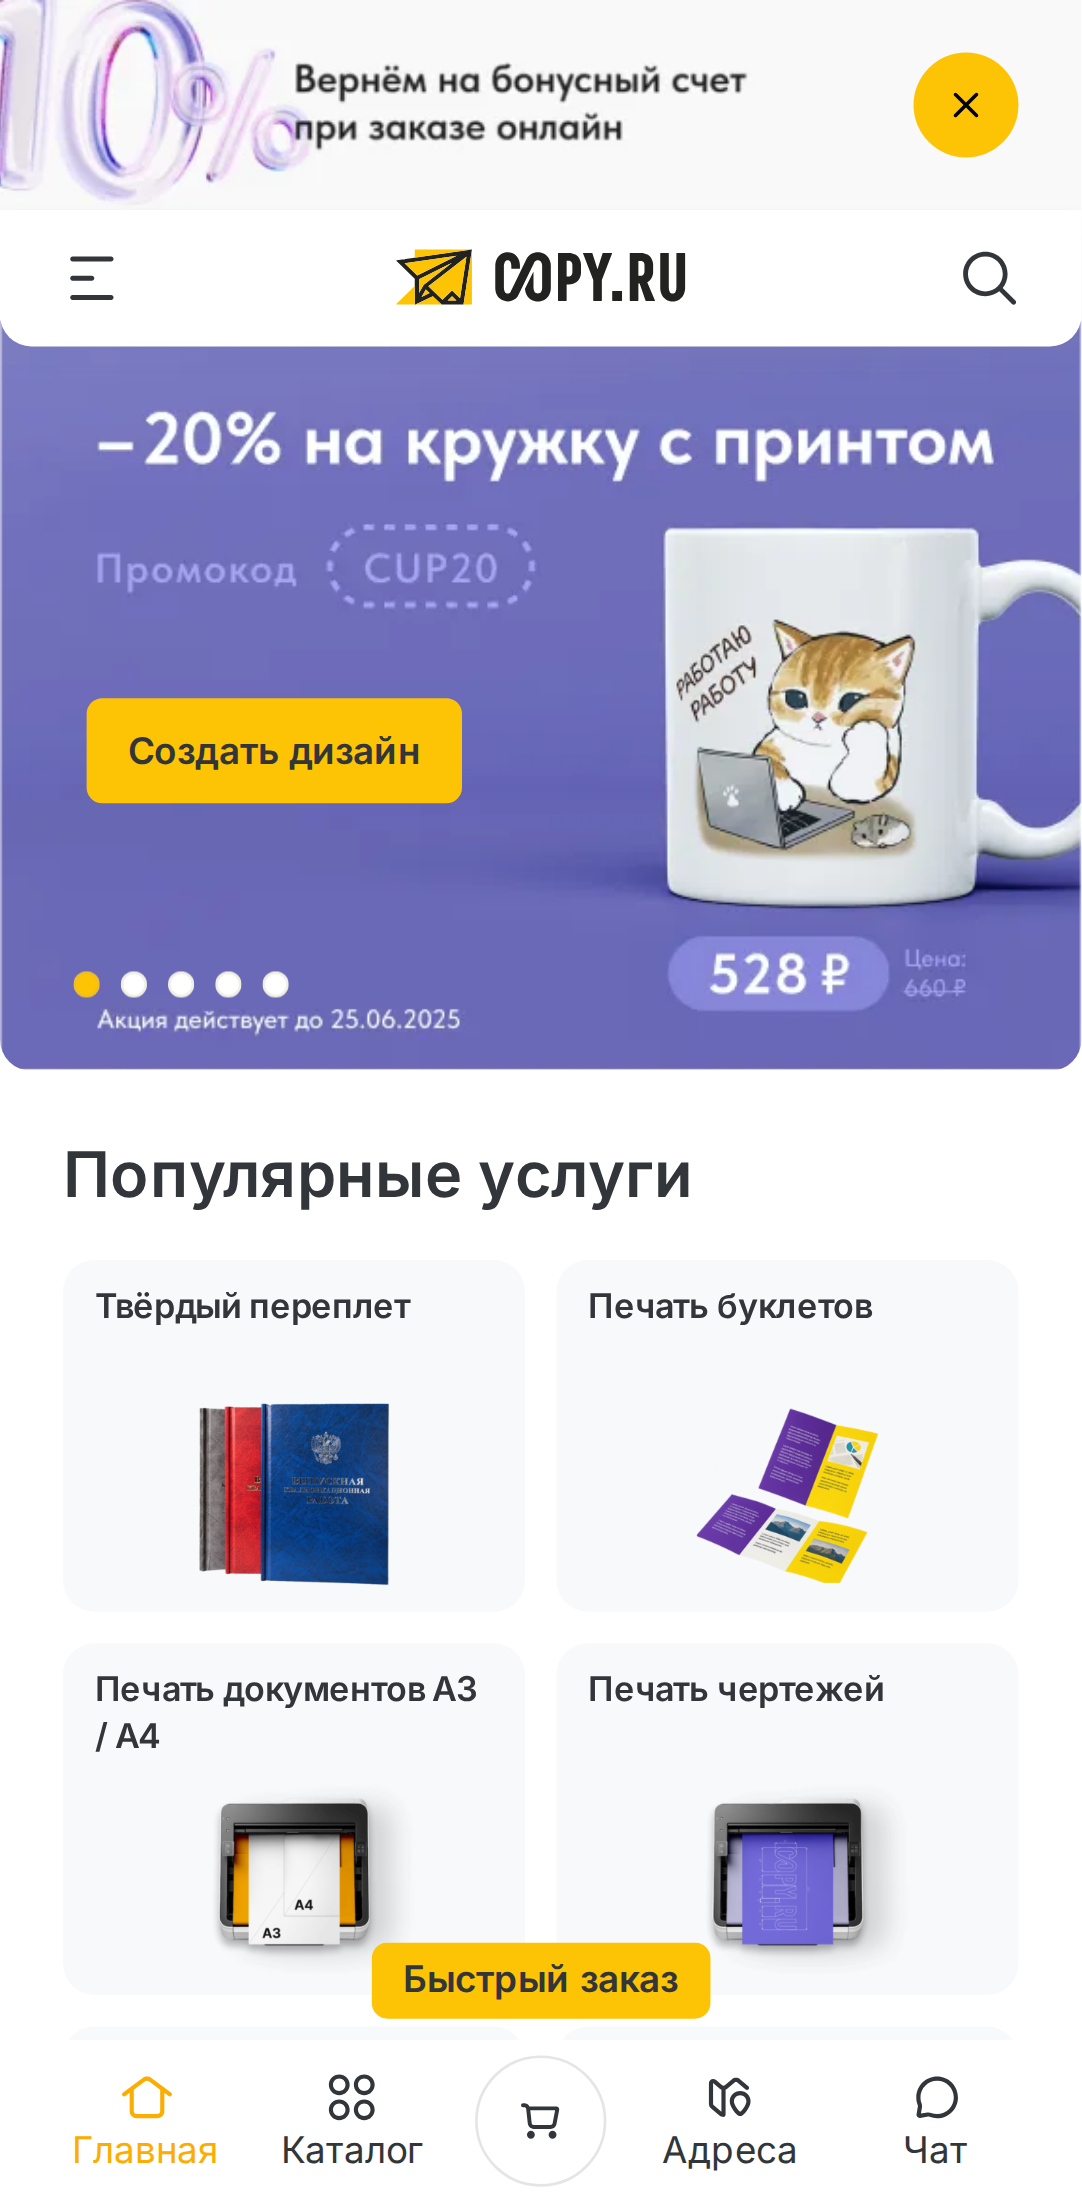 10%
Вернём на бонусный счет
при заказе онлайн
COPY.RU
–20% на кружку с принтом
Промокод CUP20
РАБОТАЮ
РАБОТУ
Создать дизайн
528 ₽
Цена:
660 ₽
Акция действует до 25.06.2025
Популярные услуги
Твёрдый переплет
Печать буклетов
ВЫПУСКНАЯ
КВАЛИФИКАЦИОННАЯ
РАБОТА
Печать документов А3
/ А4
Печать чертежей
A4
A3
COPY.RU
Быстрый заказ
Главная
Каталог
Адреса
Чат